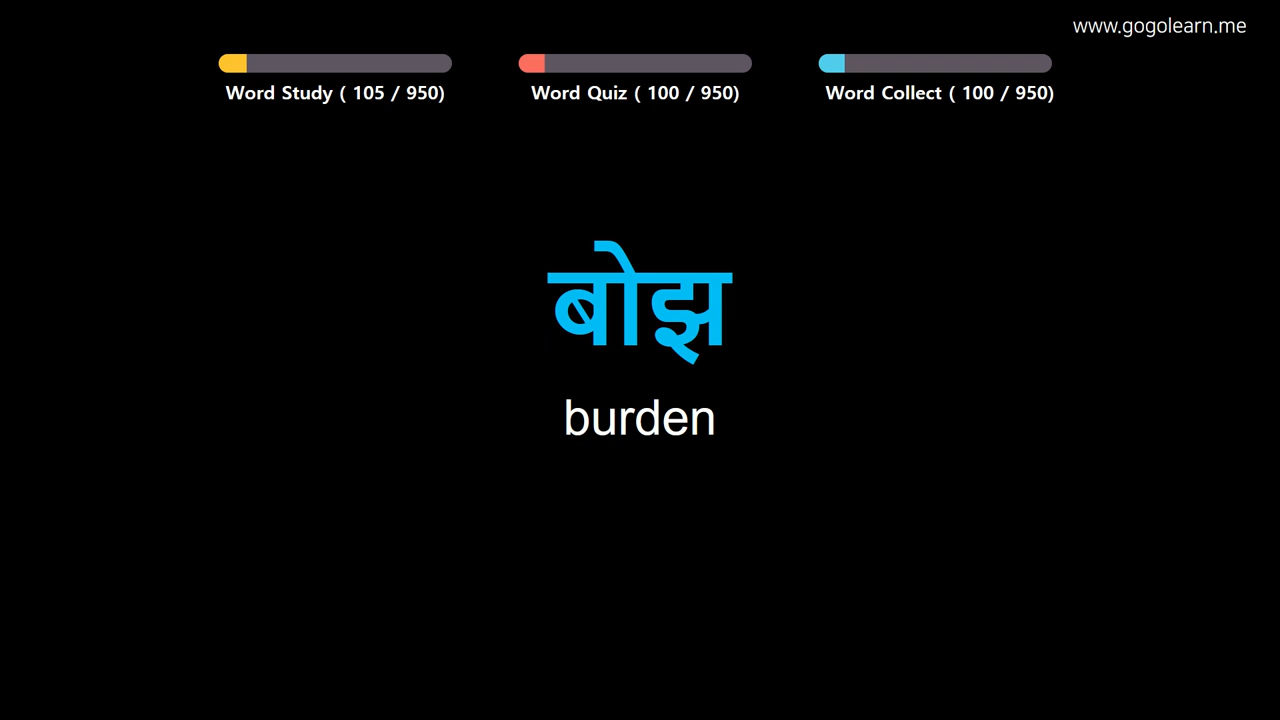 www.gogolearn.me
Word Study ( 105 / 950)
Word Quiz ( 100 / 950)
Word Collect ( 100 / 950)
बोझ
burden